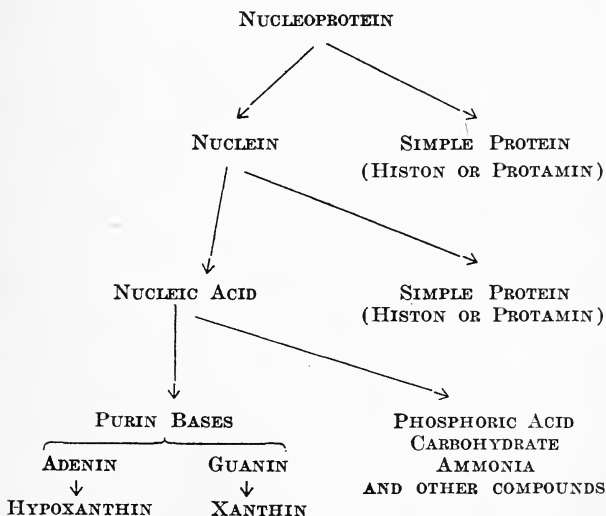 NUCLEOPROTEIN
NUCLEIN
SIMPLE PROTEIN
(HISTON OR PROTAMIN)
NUCLEIC ACID
SIMPLE PROTEIN
(HISTON OR PROTAMIN)
PURIN BASES
ADENIN
GUANIN
HYPOXANTHIN
XANTHIN
PHOSPHORIC ACID
CARBOHYDRATE
AMMONIA
AND OTHER COMPOUNDS